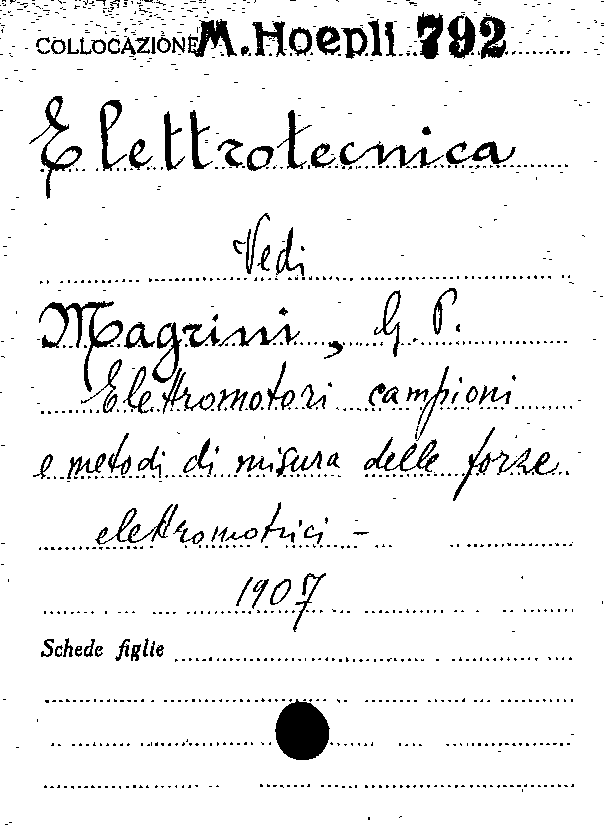 COLLOCAZIONE M. Hoepli 792
Elettrotecnica
Vedi
Magrini, G. P.
Elettromotori campioni
e metodi di misura delle forze
elettromotrici -
1907
Schede figlie